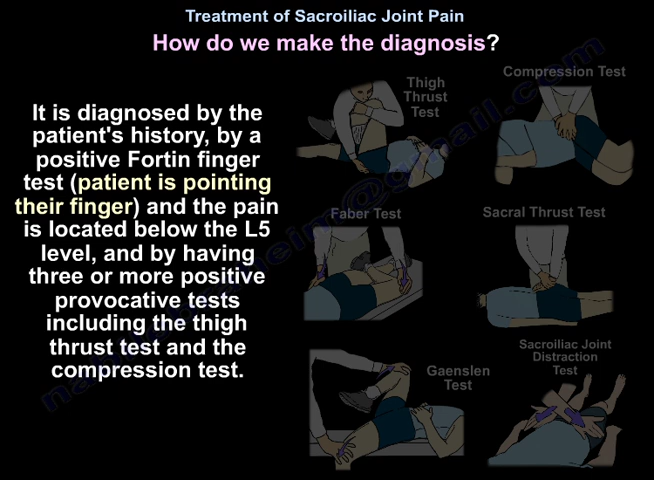 Treatment of Sacroiliac Joint Pain
How do we make the diagnosis?
It is diagnosed by the
patient's history, by a
positive Fortin finger
test (patient is pointing
their finger) and the pain
is located below the L5
level, and by having
three or more positive
provocative tests
including the thigh
thrust test and the
compression test.
Thigh
Thrust
Test
Compression Test
Faber Test
Sacral Thrust Test
Gaenslen
Test
Sacroiliac Joint
Distraction
Test